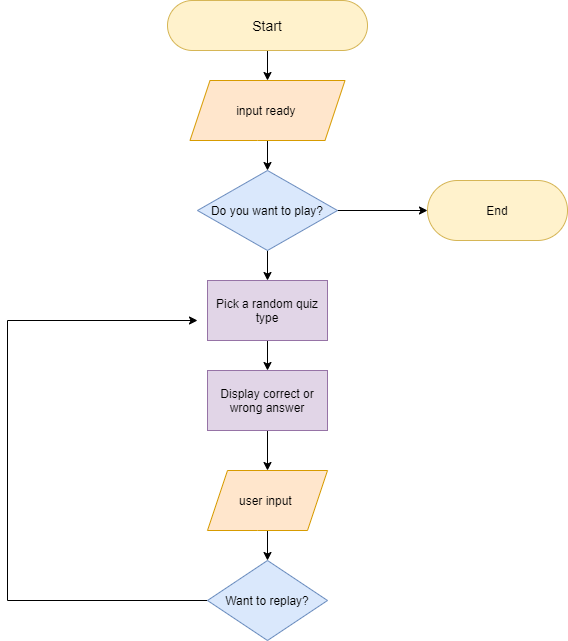 Start
input ready
Do you want to play?
End
Pick a random quiz
type
Display correct or
wrong answer
user input
Want to replay?